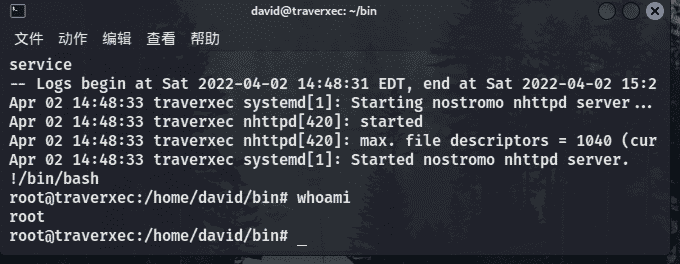 david@traverxec: ~/bin
文件 动作 编辑 查看 帮助
service
-- Logs begin at Sat 2022-04-02 14:48:31 EDT, end at Sat 2022-04-02 15:2
Apr 02 14:48:33 traverxec systemd[1]: Starting nostromo nhttpd server...
Apr 02 14:48:33 traverxec nhttpd[420]: started
Apr 02 14:48:33 traverxec nhttpd[420]: max. file descriptors = 1040 (cur
Apr 02 14:48:33 traverxec systemd[1]: Started nostromo nhttpd server.
!/bin/bash
root@traverxec:/home/david/bin# whoami
root
root@traverxec:/home/david/bin# _